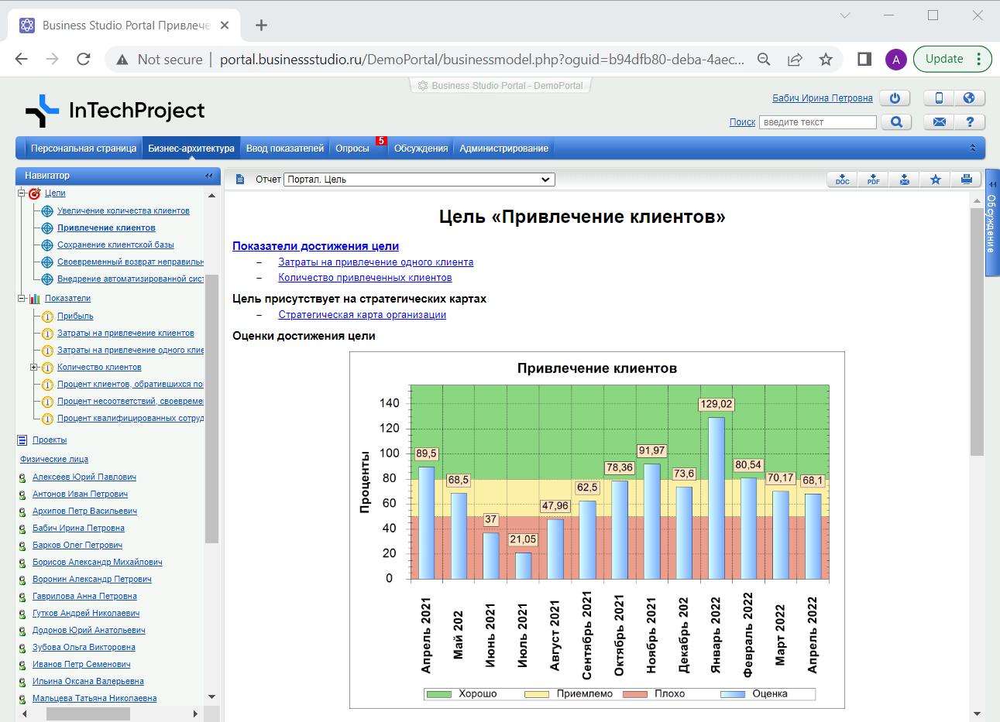 Business Studio Portal Привлече
Not secure
portal.businessstudio.ru/DemoPortal/businessmodel.php?oguid=b94dfb80-deba-4aec...
A
Update
Business Studio Portal - DemoPortal
InTechProject
Бабич Ирина Петровна
Поиск
введите текст
?
Персональная страница
Бизнес-архитектура
Ввод показателей
Опросы
5
Обсуждения
Администрирование
Навигатор
Цели
Увеличение количества клиентов
Привлечение клиентов
Сохранение клиентской базы
Своевременный возврат неправильн
Внедрение автоматизированной сист
Показатели
Прибыль
Затраты на привлечение клиентов
Затраты на привлечение одного клие
Количество клиентов
Процент клиентов, обратившихся по
Процент несоответствий, своевреме
Процент квалифицированных сотруд
Проекты
Физические лица
Алексеев Юрий Павлович
Антонов Иван Петрович
Архипов Петр Васильевич
Бабич Ирина Петровна
Барков Олег Петрович
Борисов Александр Михайлович
Воронин Александр Петрович
Гаврилова Анна Петровна
Гутков Андрей Николаевич
Додонов Юрий Анатольевич
Зубова Ольга Викторовна
Иванов Петр Семенович
Ильина Оксана Валерьевна
Мальцева Татьяна Николаевна
Отчет
Портал. Цель
DOC
PDF
Обсуждение
Цель «Привлечение клиентов»
Показатели достижения цели
– Затраты на привлечение одного клиента
– Количество привлеченных клиентов
Цель присутствует на стратегических картах
– Стратегическая карта организации
Оценки достижения цели
Привлечение клиентов
Проценты
140
120
100
80
60
40
20
0
89,5
68,5
37
21,05
47,96
62,5
78,36
91,97
73,6
129,02
80,54
70,17
68,1
Апрель 2021
Май 202
Июнь 2021
Июль 2021
Август 2021
Сентябрь 2021
Октябрь 2021
Ноябрь 2021
Декабрь 202
Январь 2022
Февраль 2022
Март 2022
Апрель 2022
Хорошо
Приемлемо
Плохо
Оценка